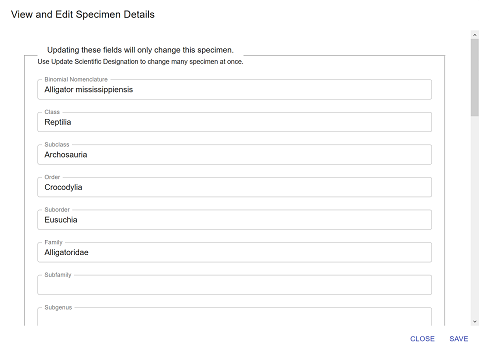 View and Edit Specimen Details
Updating these fields will only change this specimen.
Use Update Scientific Designation to change many specimen at once.
Binomial Nomenclature
Alligator mississippiensis
Class
Reptilia
Subclass
Archosauria
Order
Crocodylia
Suborder
Eusuchia
Family
Alligatoridae
Subfamily
Subgenus
CLOSE SAVE